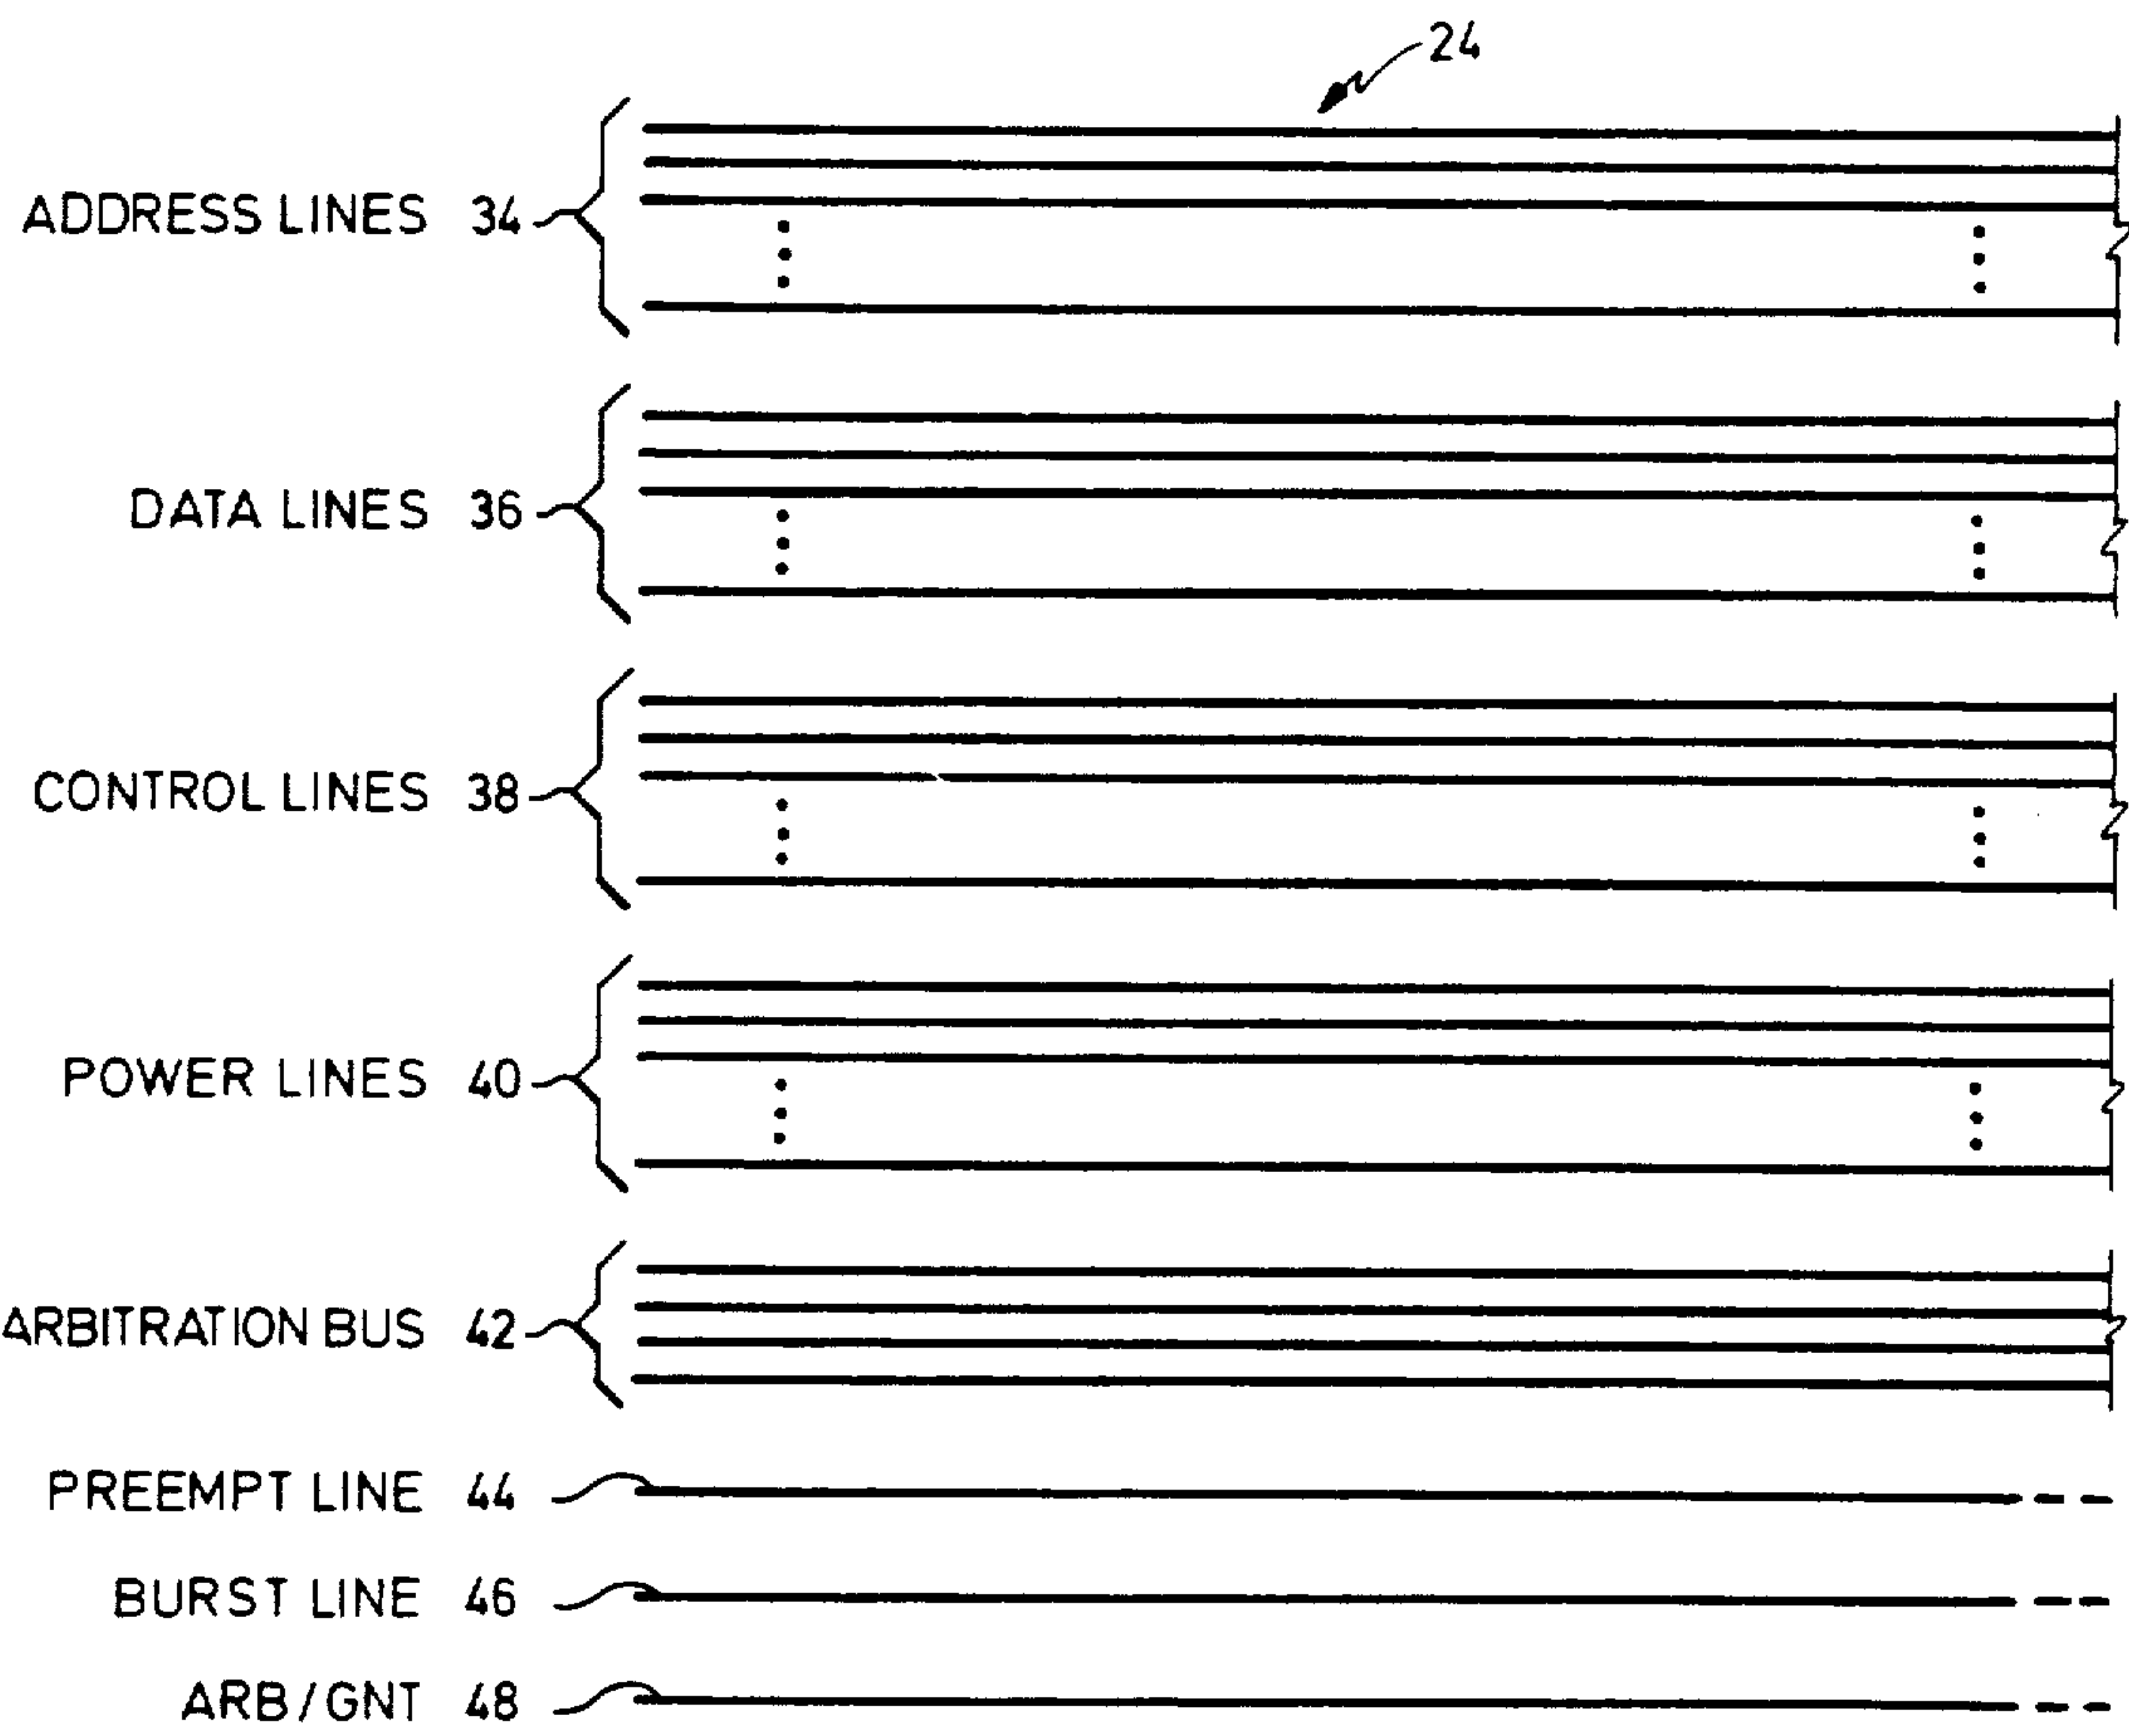 24
ADDRESS LINES 34
DATA LINES 36
CONTROL LINES 38
POWER LINES 40
ARBITRATION BUS 42
PREEMPT LINE 44
BURST LINE 46
ARB/GNT 48